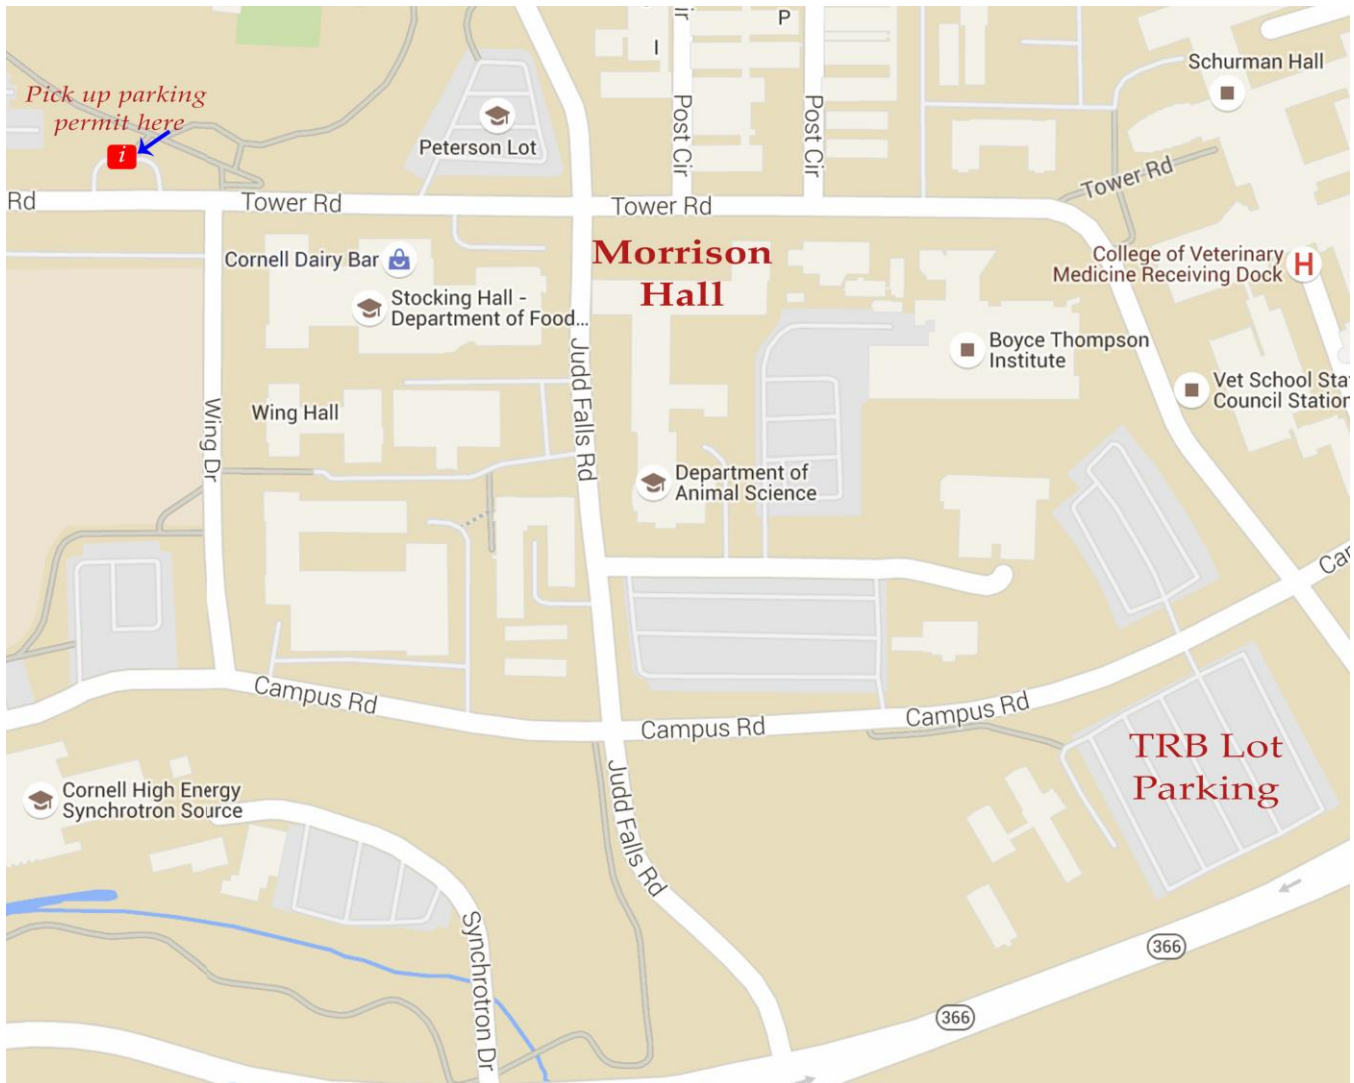 Cir
P
I
Schurman Hall
Pick up parking
permit here
i
Peterson Lot
Post Cir
Post Cir
Tower Rd
Rd
Tower Rd
Tower Rd
Morrison
Hall
Cornell Dairy Bar
College of Veterinary
Medicine Receiving Dock
H
Stocking Hall -
Department of Food...
Judd Falls Rd
Boyce Thompson
Institute
Vet School Stat
Council Station
Wing Hall
Wing Dr
Department of
Animal Science
Car
Campus Rd
Campus Rd
Campus Rd
TRB Lot
Parking
Cornell High Energy
Synchrotron Source
Judd Falls Rd
Synchrotron Dr
366
366